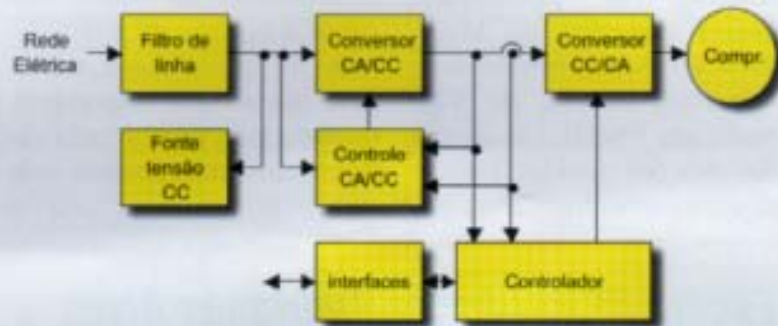 Rede
Elétrica
Filtro de
linha
Conversor
CA/CC
Conversor
CC/CA
Compr.
Fonte
tensão
CC
Controle
CA/CC
interfaces
Controlador